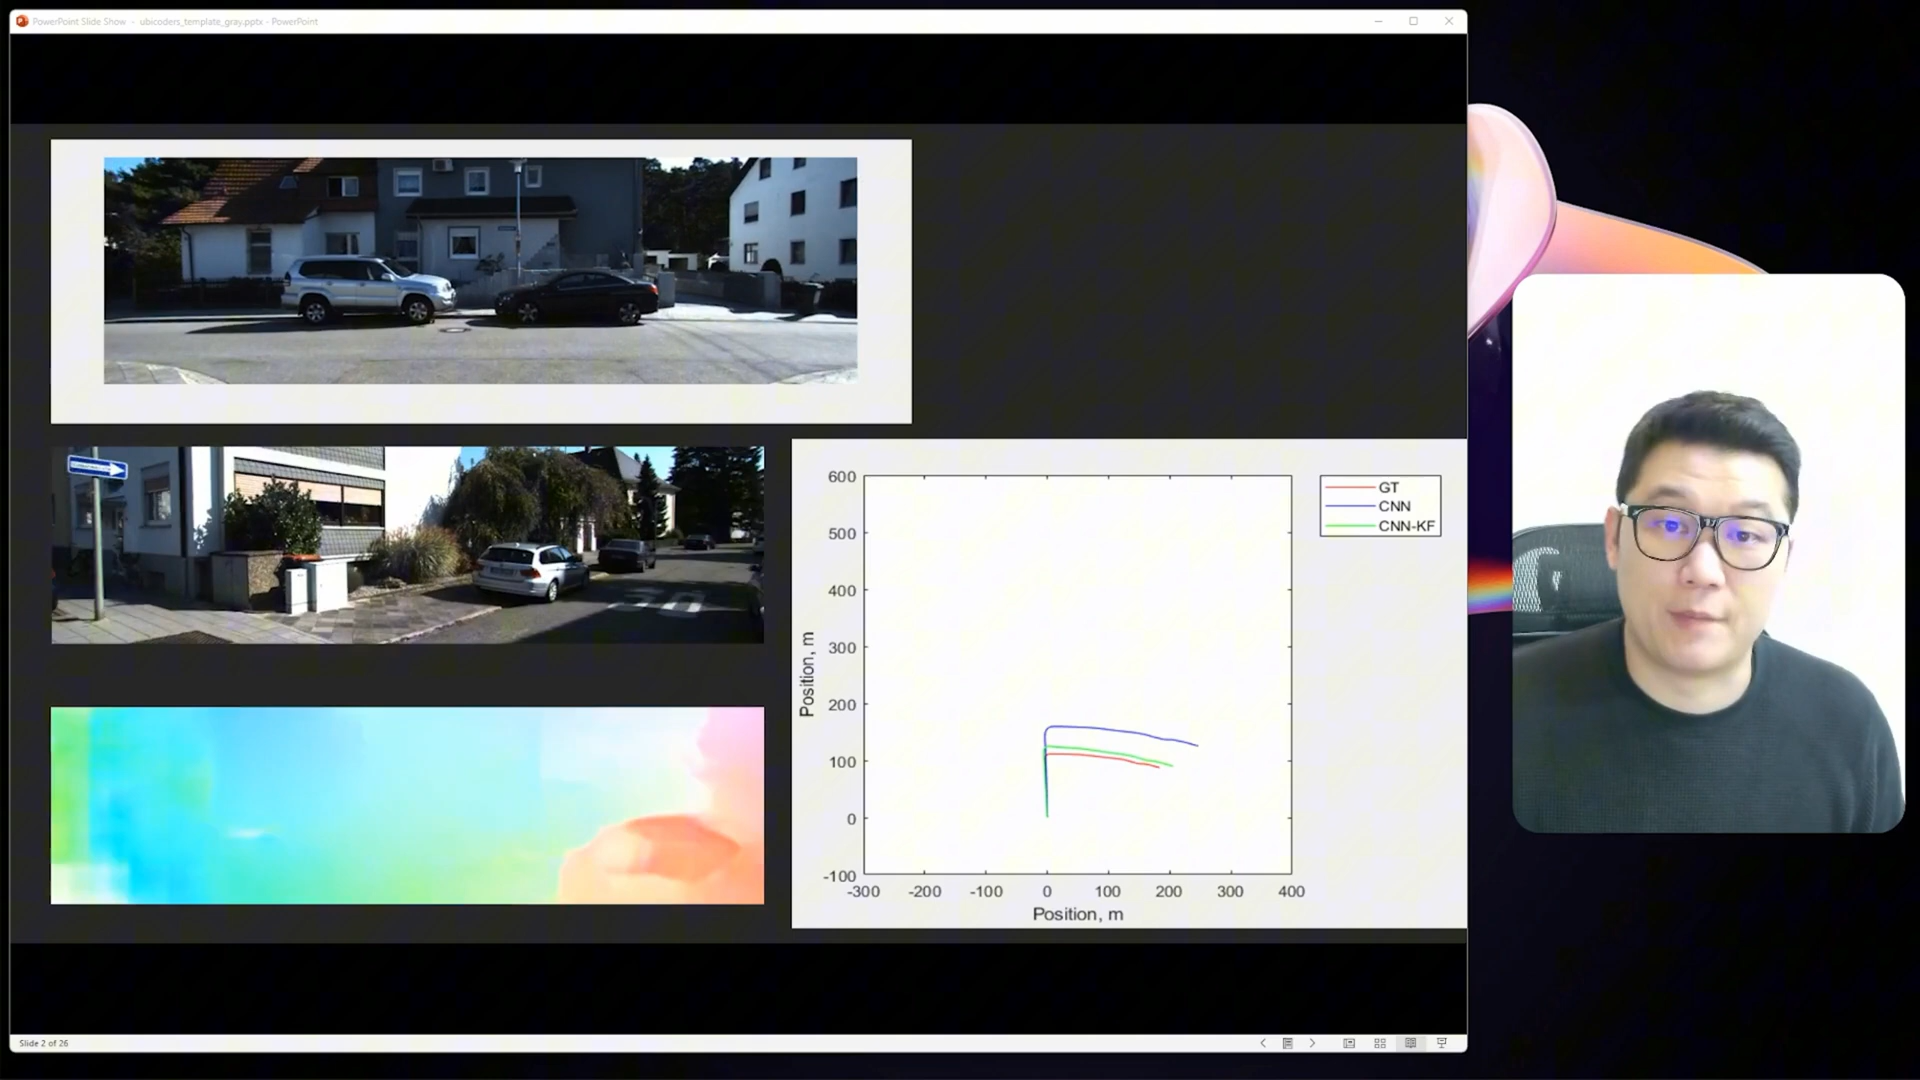 PowerPoint Slide Show - ubicoders_template_gray.pptx - PowerPoint
30
600
500
400
300
200
100
0
-100
-300 -200 -100 0 100 200 300 400
Position, m
Position, m
GT
CNN
CNN-KF
Slide 2 of 26